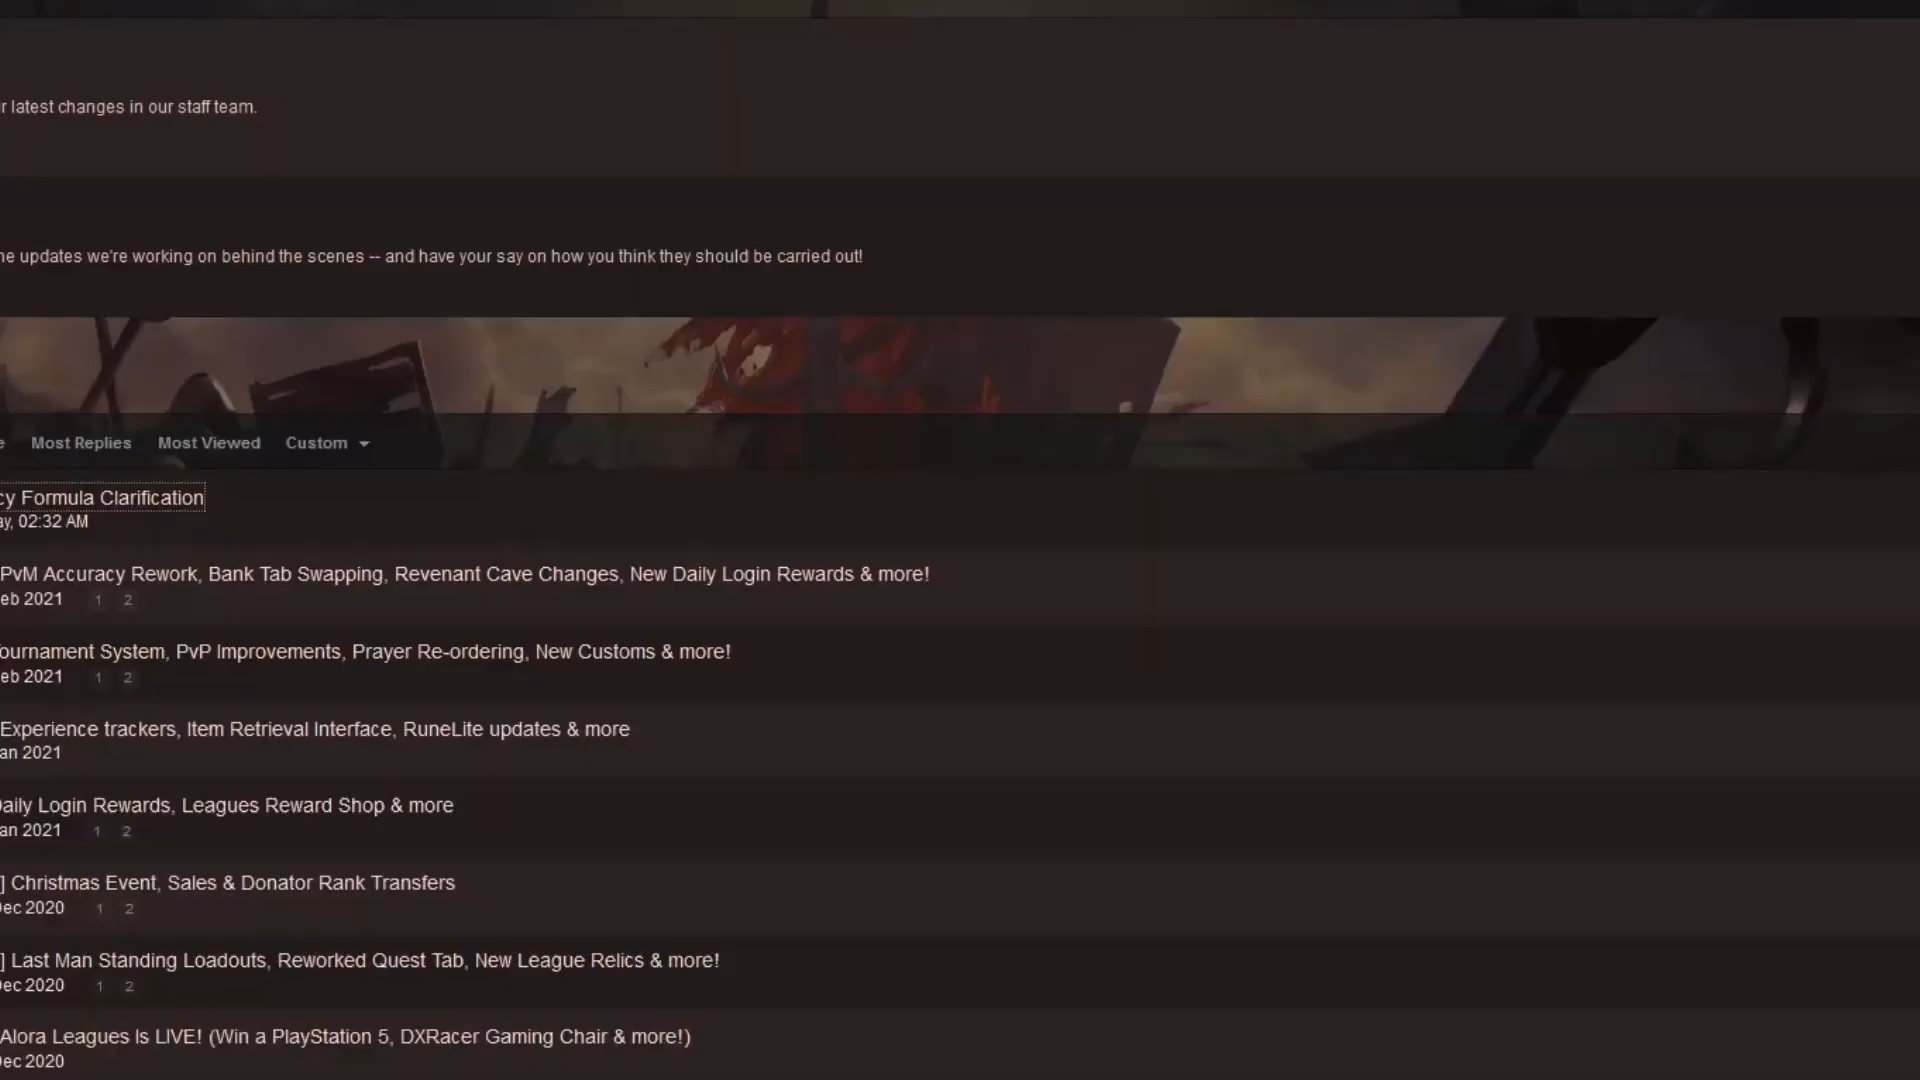 r latest changes in our staff team.
ne updates we're working on behind the scenes -- and have your say on how you think they should be carried out!
e Most Replies Most Viewed Custom
cy Formula Clarification
ay, 02:32 AM
PvM Accuracy Rework, Bank Tab Swapping, Revenant Cave Changes, New Daily Login Rewards & more!
eb 2021 1 2
ournament System, PvP Improvements, Prayer Re-ordering, New Customs & more!
eb 2021 1 2
Experience trackers, Item Retrieval Interface, RuneLite updates & more
an 2021
Daily Login Rewards, Leagues Reward Shop & more
an 2021 1 2
] Christmas Event, Sales & Donator Rank Transfers
Dec 2020 1 2
] Last Man Standing Loadouts, Reworked Quest Tab, New League Relics & more!
Dec 2020 1 2
Alora Leagues Is LIVE! (Win a PlayStation 5, DXRacer Gaming Chair & more!)
Dec 2020